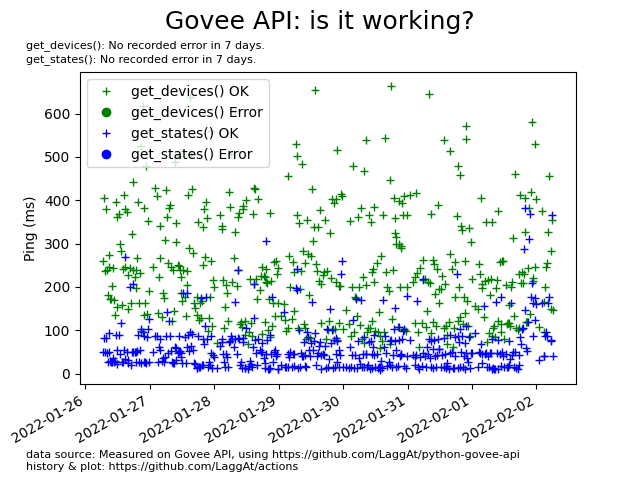 Govee API: is it working?
get_devices(): No recorded error in 7 days.
get_states(): No recorded error in 7 days.
get_devices() OK
get_devices() Error
get_states() OK
get_states() Error
Ping (ms)
600
500
400
300
200
100
0
2022-01-26
2022-01-27
2022-01-28
2022-01-29
2022-01-30
2022-01-31
2022-02-01
2022-02-02
data source: Measured on Govee API, using https://github.com/LaggAt/python-govee-api
history & plot: https://github.com/LaggAt/actions